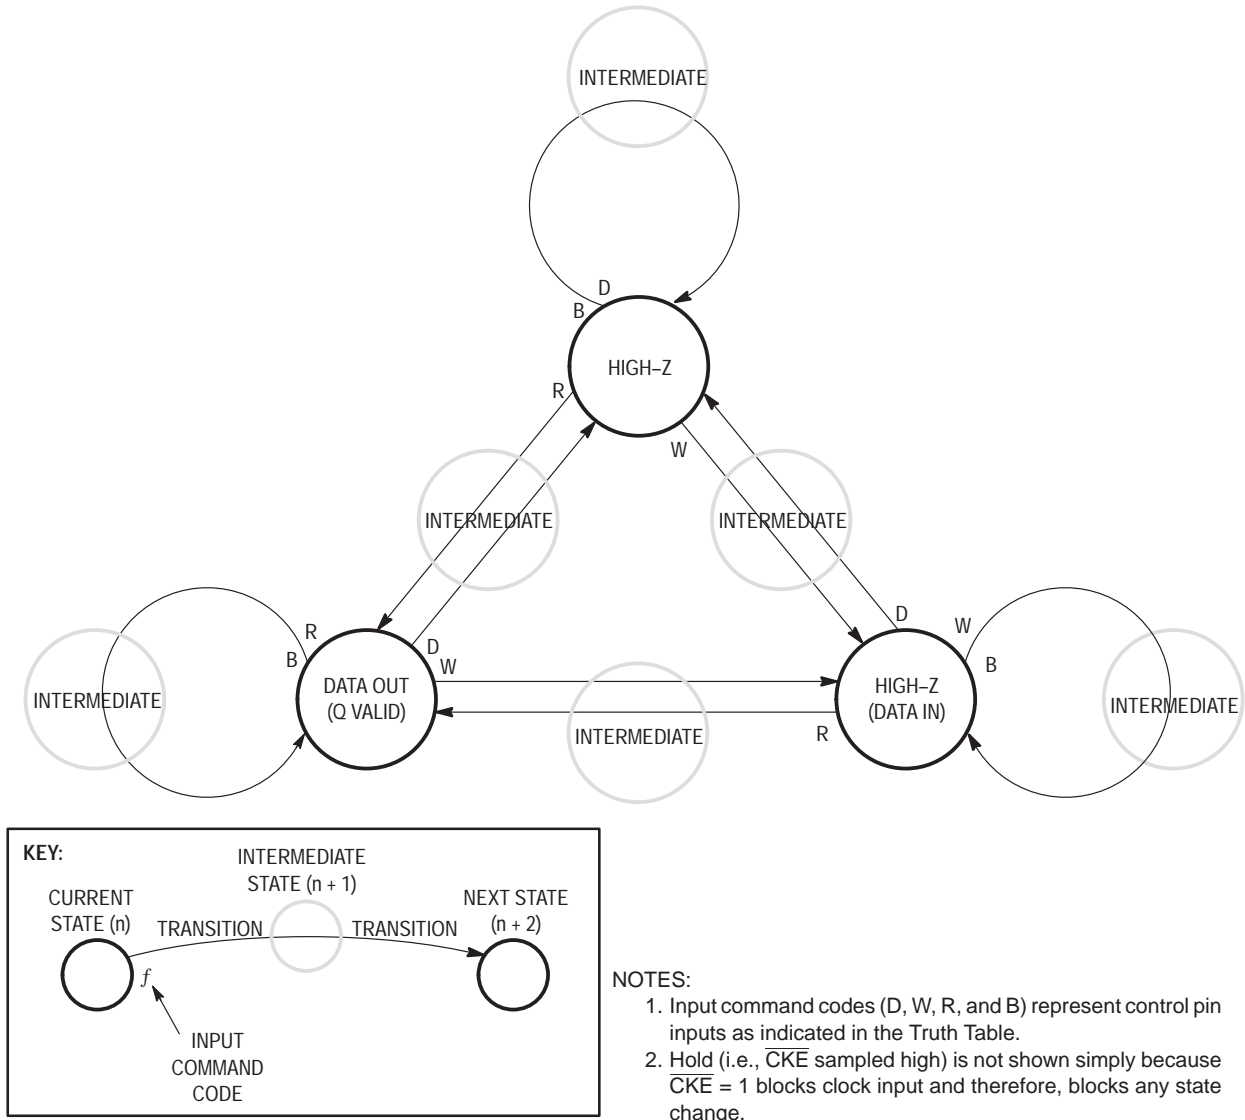 INTERMEDIATE
D
B
HIGH–Z
R
W
INTERMEDIATE
INTERMEDIATE
D
W
R
B
D
W
B
DATA OUT
(Q VALID)
HIGH–Z
(DATA IN)
INTERMEDIATE
INTERMEDIATE
R
INTERMEDIATE
KEY:
INTERMEDIATE
STATE (n + 1)
CURRENT
STATE (n)
NEXT STATE
(n + 2)
TRANSITION
TRANSITION
f
INPUT
COMMAND
CODE
NOTES:
1. Input command codes (D, W, R, and B) represent control pin
inputs as indicated in the Truth Table.
2. Hold (i.e., C̅K̅E̅ sampled high) is not shown simply because
C̅K̅E̅ = 1 blocks clock input and therefore, blocks any state
change.